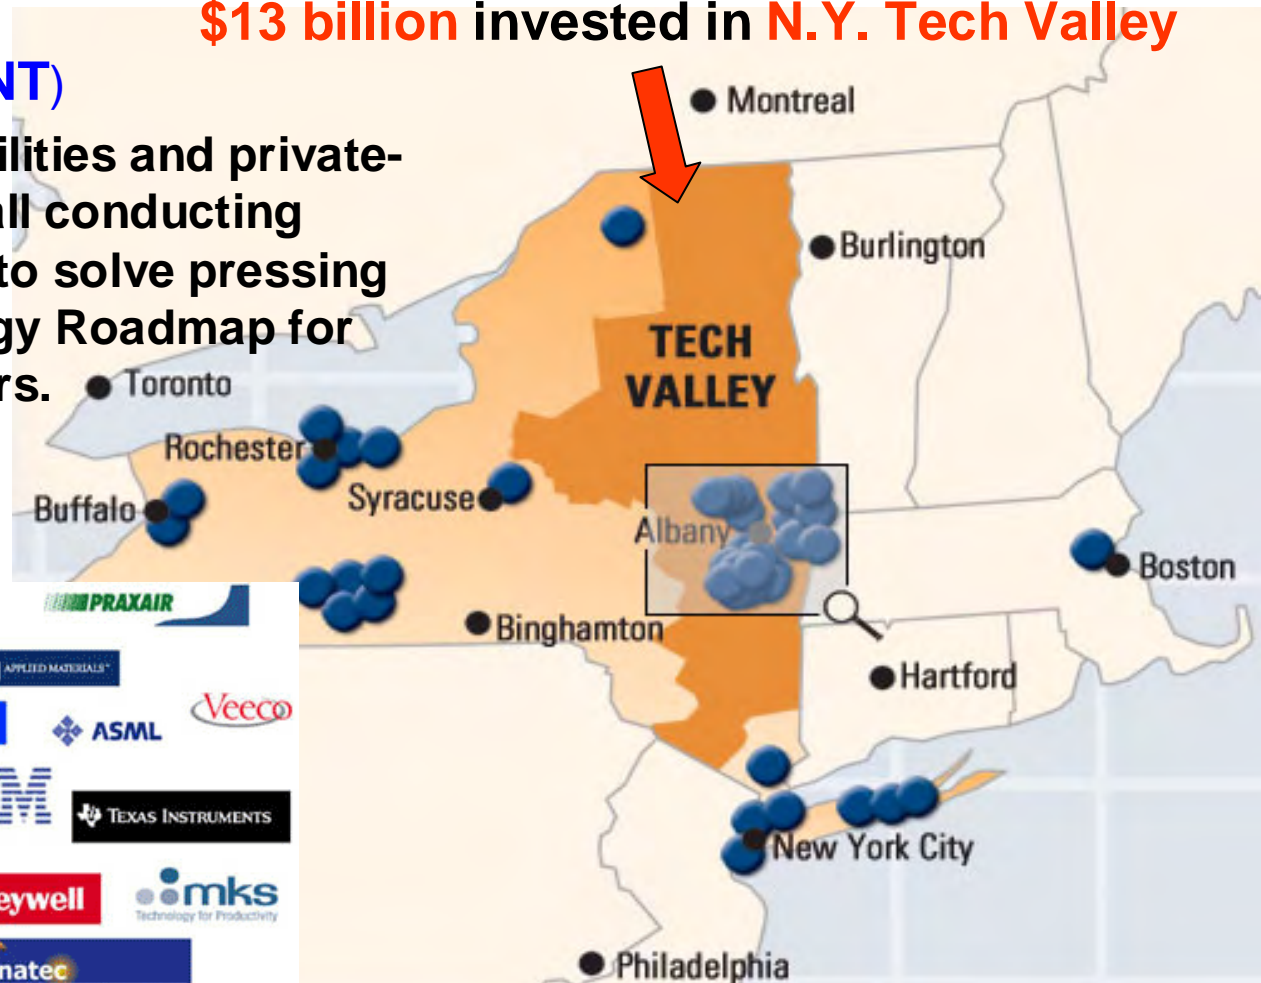 $13 billion invested in N.Y. Tech Valley
NT)
ilities and private-
all conducting
to solve pressing
gy Roadmap for
rs.
Montreal
Burlington
TECH
VALLEY
Toronto
Rochester
Syracuse
Buffalo
Albany
Boston
Binghamton
Hartford
New York City
Philadelphia
PRAXAIR
APPLIED MATERIALS™
Veeco
ASML
M
TEXAS INSTRUMENTS
eywell
mks
Technology for Productivity
natec